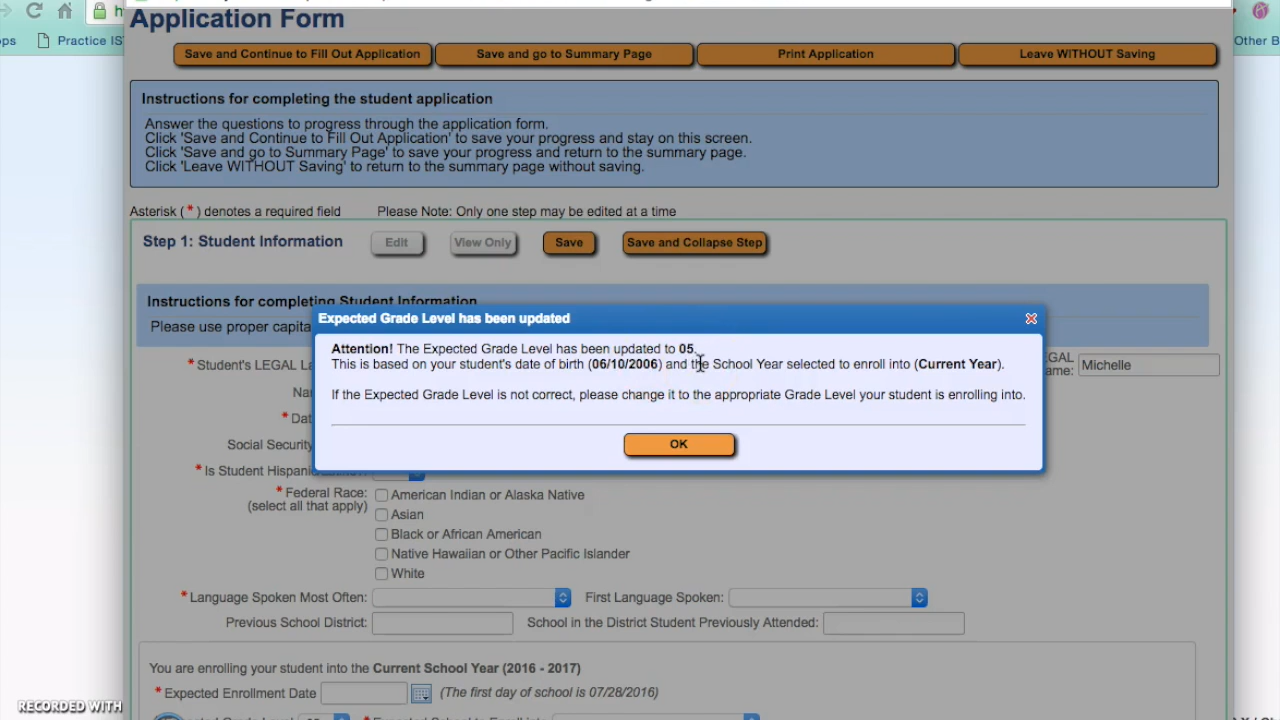 Practice IS
Other B
Application Form
Save and Continue to Fill Out Application
Save and go to Summary Page
Print Application
Leave WITHOUT Saving
Instructions for completing the student application
Answer the questions to progress through the application form.
Click 'Save and Continue to Fill Out Application' to save your progress and stay on this screen.
Click 'Save and go to Summary Page' to save your progress and return to the summary page.
Click 'Leave WITHOUT Saving' to return to the summary page without saving.
Asterisk (*) denotes a required field Please Note: Only one step may be edited at a time
Step 1: Student Information
Edit
View Only
Save
Save and Collapse Step
Instructions for completing Student Information
Please use proper capita
Expected Grade Level has been updated
Attention! The Expected Grade Level has been updated to 05.
This is based on your student's date of birth (06/10/2006) and the School Year selected to enroll into (Current Year).
If the Expected Grade Level is not correct, please change it to the appropriate Grade Level your student is enrolling into.
OK
* Student's LEGAL La
GAL
ame: Michelle
Na
* Dat
Social Security
* Is Student Hispanic
* Federal Race:
(select all that apply)
American Indian or Alaska Native
Asian
Black or African American
Native Hawaiian or Other Pacific Islander
White
* Language Spoken Most Often:
First Language Spoken:
Previous School District:
School in the District Student Previously Attended:
You are enrolling your student into the Current School Year (2016 - 2017)
* Expected Enrollment Date
(The first day of school is 07/28/2016)
RECORDED WITH